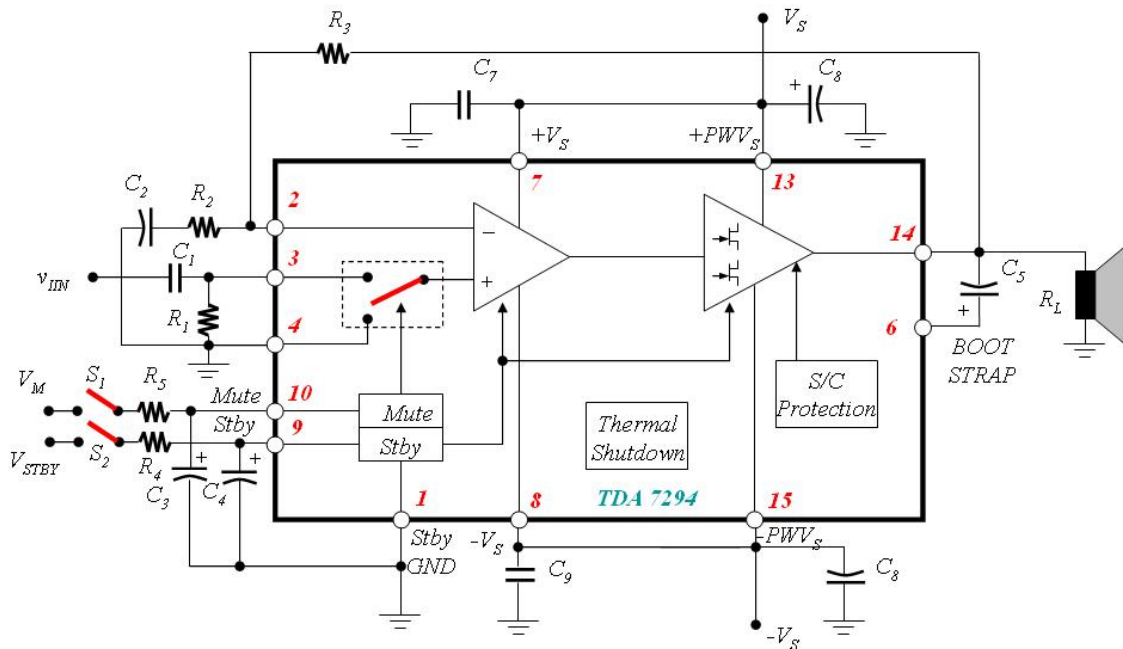 R3
VS
C7
C8
+
+VS
+PWVS
C2
R2
2
7
13
14
C1
3
vIIN
R1
4
C5
+
RL
6
BOOT
STRAP
VM
S1
R5
Mute
10
Mute
Stby
9
Stby
VSTBY
S2
R4
C3
+
C4
+
−
+
Thermal
Shutdown
S/C
Protection
TDA 7294
1
8
15
Stby
GND
-VS
-PWVS
C9
C8
-VS